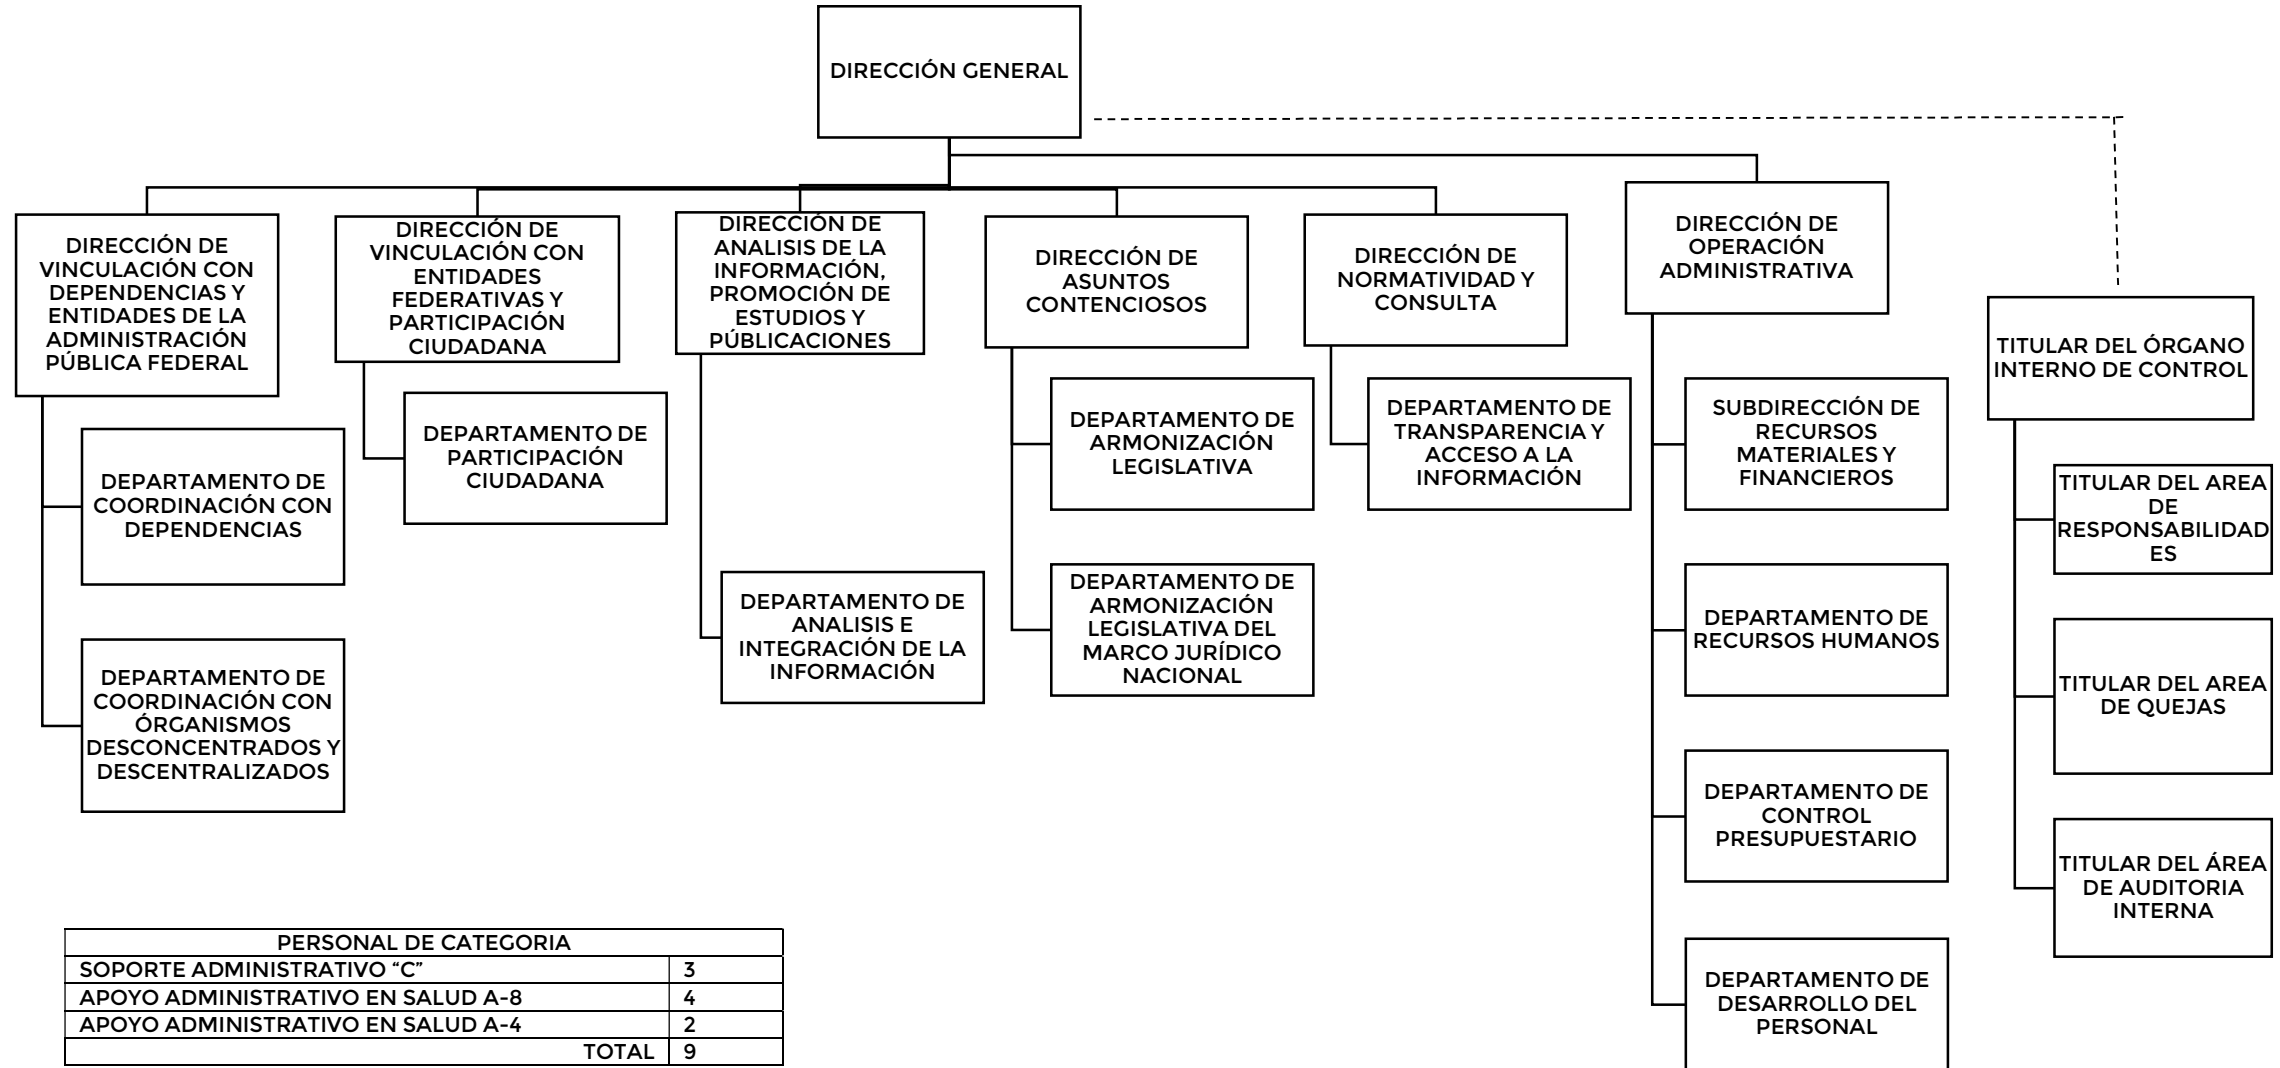 DIRECCIÓN GENERAL
DIRECCIÓN DE
VINCULACIÓN CON
DEPENDENCIAS Y
ENTIDADES DE LA
ADMINISTRACIÓN
PÚBLICA FEDERAL
DIRECCIÓN DE
VINCULACIÓN CON
ENTIDADES
FEDERATIVAS Y
PARTICIPACIÓN
CIUDADANA
DIRECCIÓN DE
ANALISIS DE LA
INFORMACIÓN,
PROMOCIÓN DE
ESTUDIOS Y
PÚBLICACIONES
DIRECCIÓN DE
ASUNTOS
CONTENCIOSOS
DIRECCIÓN DE
NORMATIVIDAD Y
CONSULTA
DIRECCIÓN DE
OPERACIÓN
ADMINISTRATIVA
TITULAR DEL ÓRGANO
INTERNO DE CONTROL
DEPARTAMENTO DE
COORDINACIÓN CON
DEPENDENCIAS
DEPARTAMENTO DE
COORDINACIÓN CON
ÓRGANISMOS
DESCONCENTRADOS Y
DESCENTRALIZADOS
DEPARTAMENTO DE
PARTICIPACIÓN
CIUDADANA
DEPARTAMENTO DE
ANALISIS E
INTEGRACIÓN DE LA
INFORMACIÓN
DEPARTAMENTO DE
ARMONIZACIÓN
LEGISLATIVA
DEPARTAMENTO DE
ARMONIZACIÓN
LEGISLATIVA DEL
MARCO JURÍDICO
NACIONAL
DEPARTAMENTO DE
TRANSPARENCIA Y
ACCESO A LA
INFORMACIÓN
SUBDIRECCIÓN DE
RECURSOS
MATERIALES Y
FINANCIEROS
DEPARTAMENTO DE
RECURSOS HUMANOS
DEPARTAMENTO DE
CONTROL
PRESUPUESTARIO
DEPARTAMENTO DE
DESARROLLO DEL
PERSONAL
TITULAR DEL AREA
DE
RESPONSABILIDAD
ES
TITULAR DEL AREA
DE QUEJAS
TITULAR DEL ÁREA
DE AUDITORIA
INTERNA
PERSONAL DE CATEGORIA
SOPORTE ADMINISTRATIVO “C” 3
APOYO ADMINISTRATIVO EN SALUD A-8 4
APOYO ADMINISTRATIVO EN SALUD A-4 2
TOTAL 9